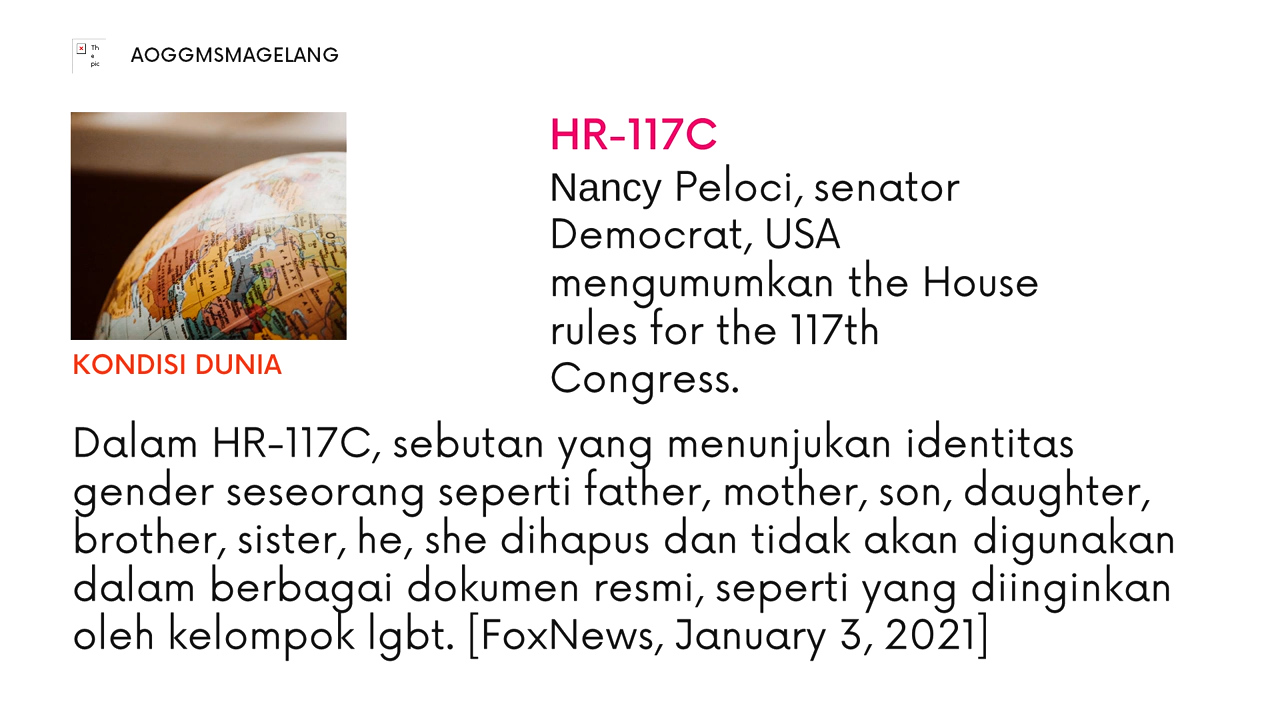 AOGGMSMAGELANG
The
pic
HR-117C
Nancy Peloci, senator
Democrat, USA
mengumumkan the House
rules for the 117th
Congress.
KONDISI DUNIA
Dalam HR-117C, sebutan yang menunjukan identitas
gender seseorang seperti father, mother, son, daughter,
brother, sister, he, she dihapus dan tidak akan digunakan
dalam berbagai dokumen resmi, seperti yang diinginkan
oleh kelompok lgbt. [FoxNews, January 3, 2021]